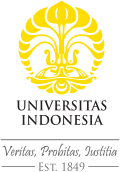 UNIVERSITAS
INDONESIA
Veritas, Probitas, Iustitia
EST. 1849